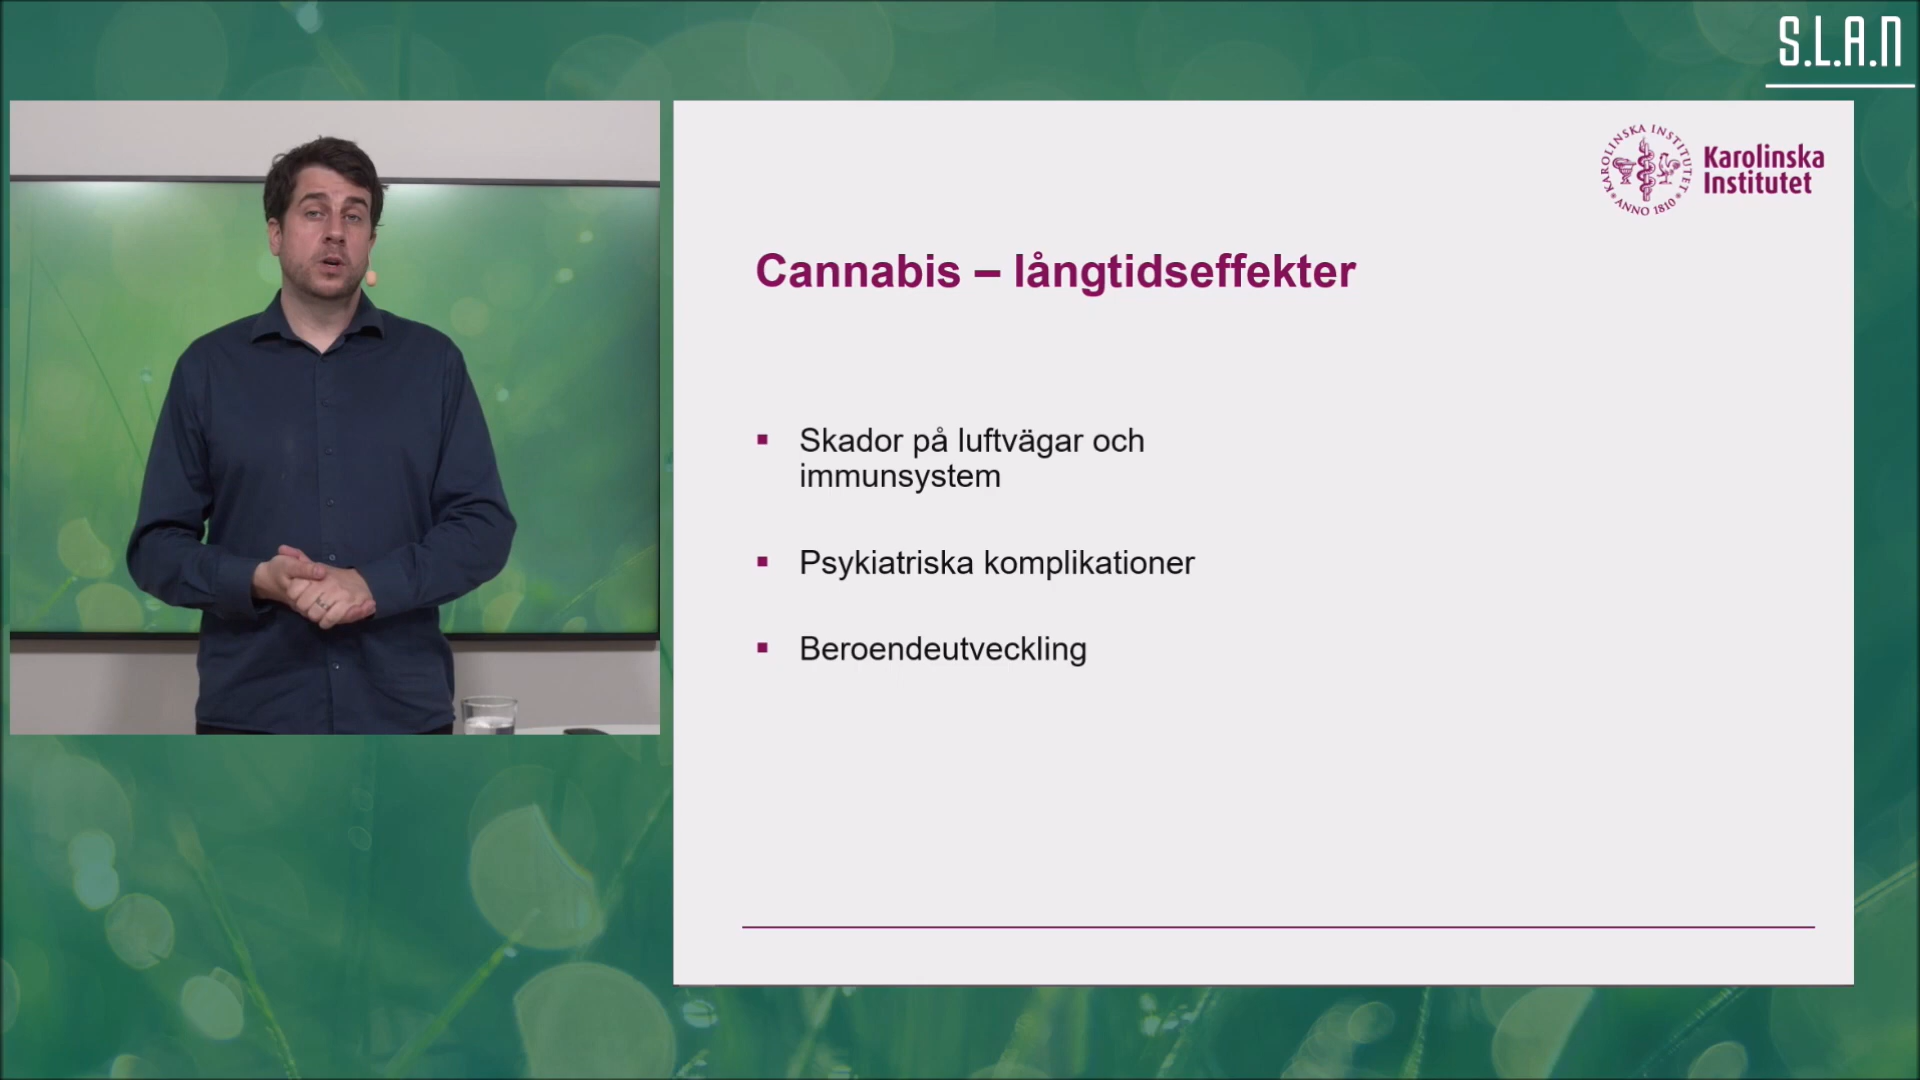 S.L.A.N
KAROLINSKA INSTITUTET
ANNO 1810
Karolinska
Institutet
Cannabis – långtidseffekter
Skador på luftvägar och
immunsystem
Psykiatriska komplikationer
Beroendeutveckling